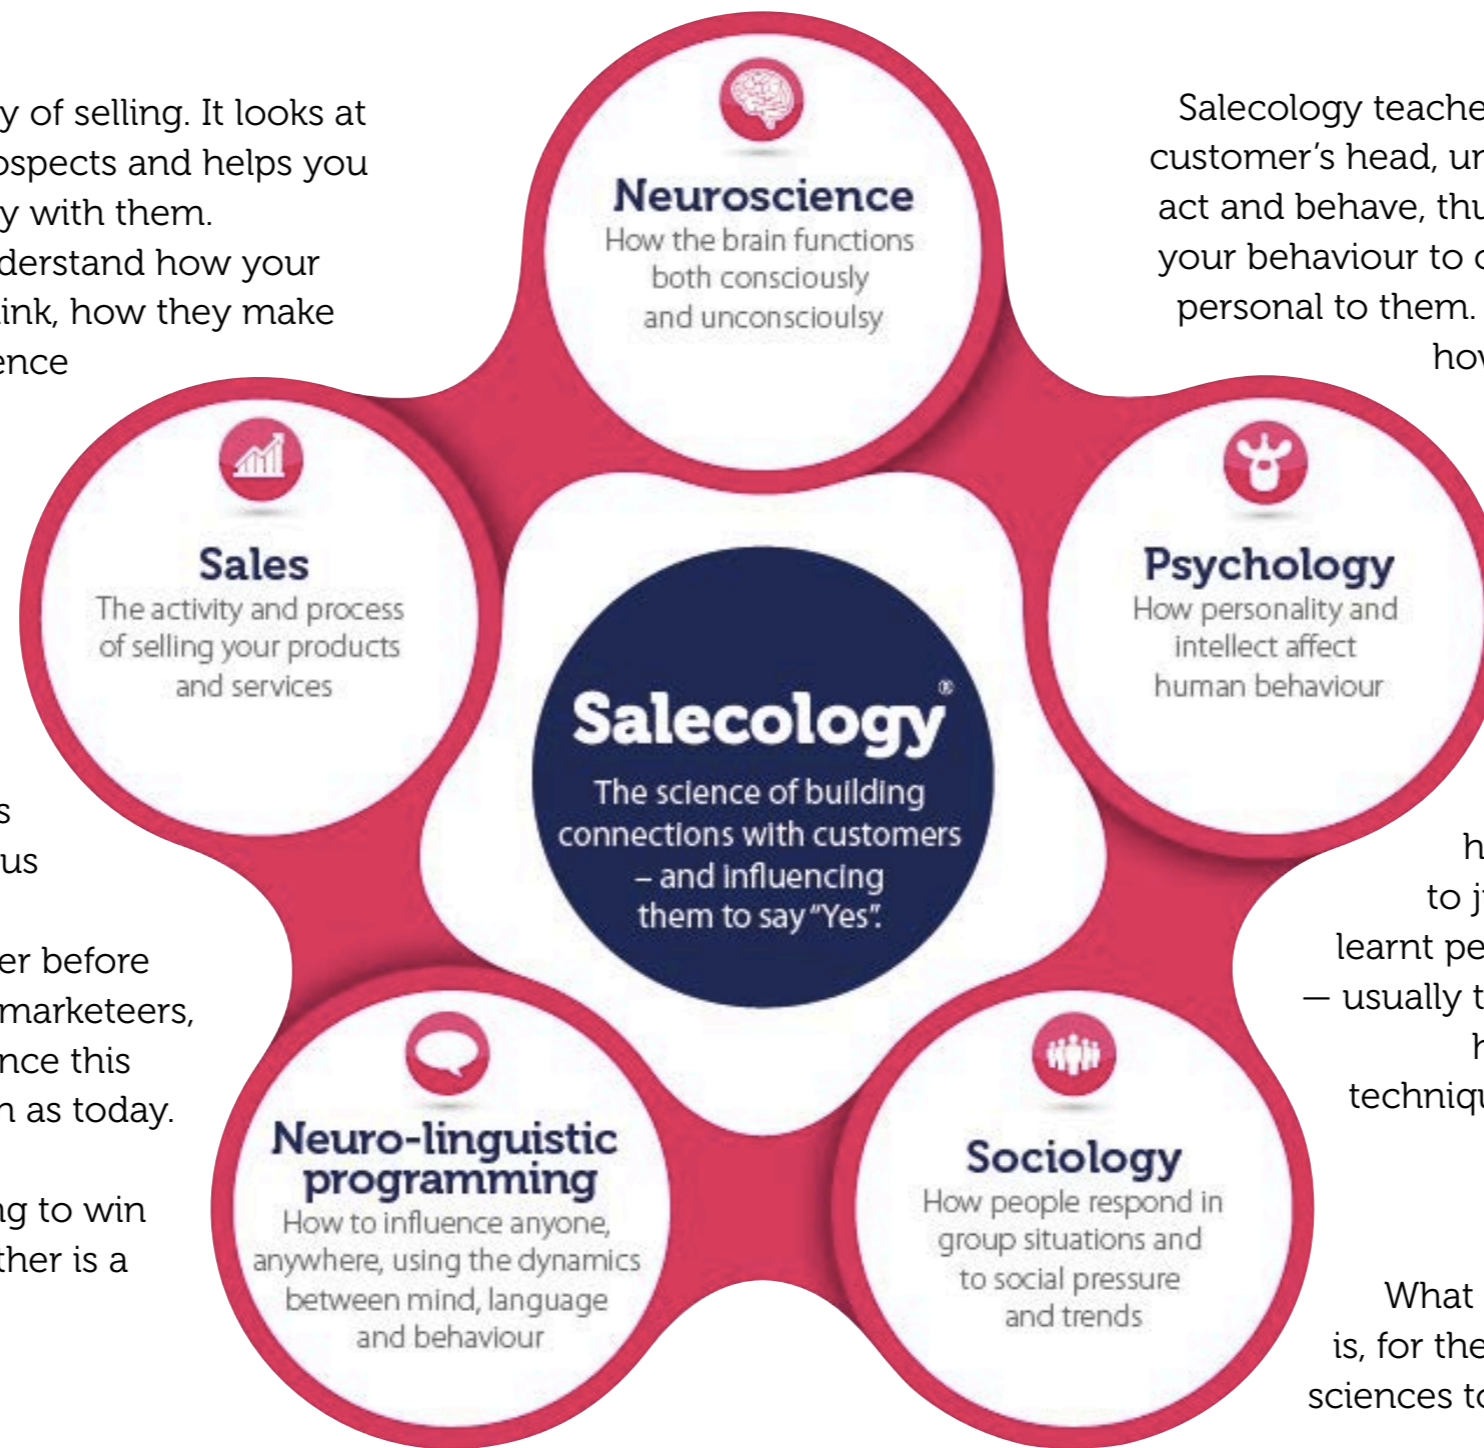 y of selling. It looks at
ospects and helps you
y with them.
derstand how your
ink, how they make
ence
s
us
er before
marketeers,
nce this
n as today.
ng to win
ther is a
Neuroscience
How the brain functions
both consciously
and unconscioulsy
Sales
The activity and process
of selling your products
and services
Salecology®
The science of building
connections with customers
– and influencing
them to say “Yes”.
Psychology
How personality and
intellect affect
human behaviour
Neuro-linguistic
programming
How to influence anyone,
anywhere, using the dynamics
between mind, language
and behaviour
Sociology
How people respond in
group situations and
to social pressure
and trends
Salecology teache
customer’s head, un
act and behave, thu
your behaviour to
personal to them.
how
h
to j
learnt pe
— usually t
h
techniqu
What
is, for the
sciences to